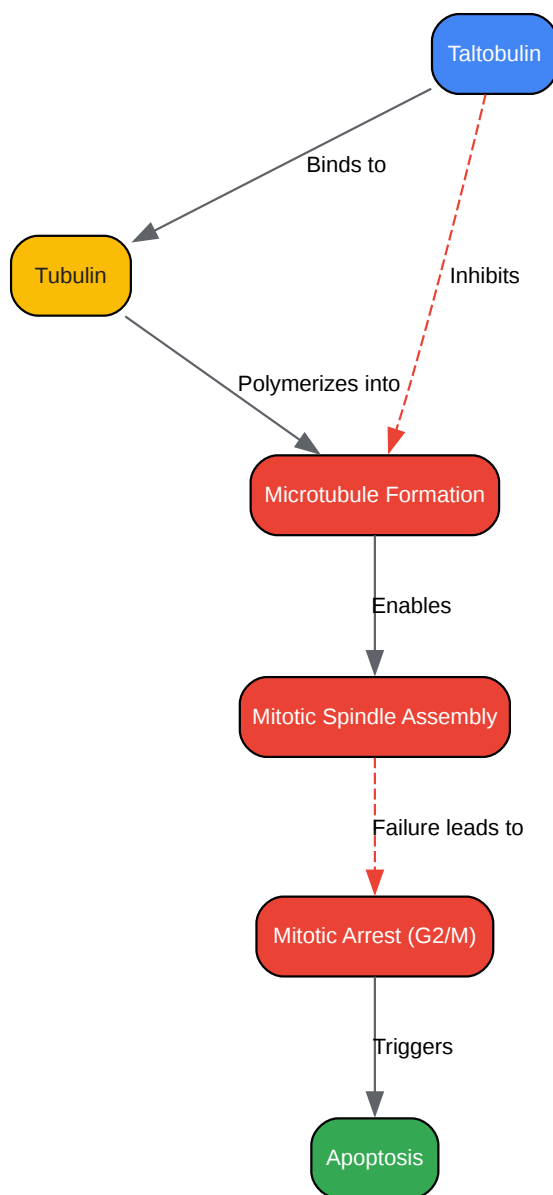 Taltobulin
Binds to
Tubulin
Inhibits
Polymerizes into
Microtubule Formation
Enables
Mitotic Spindle Assembly
Failure leads to
Mitotic Arrest (G2/M)
Triggers
Apoptosis